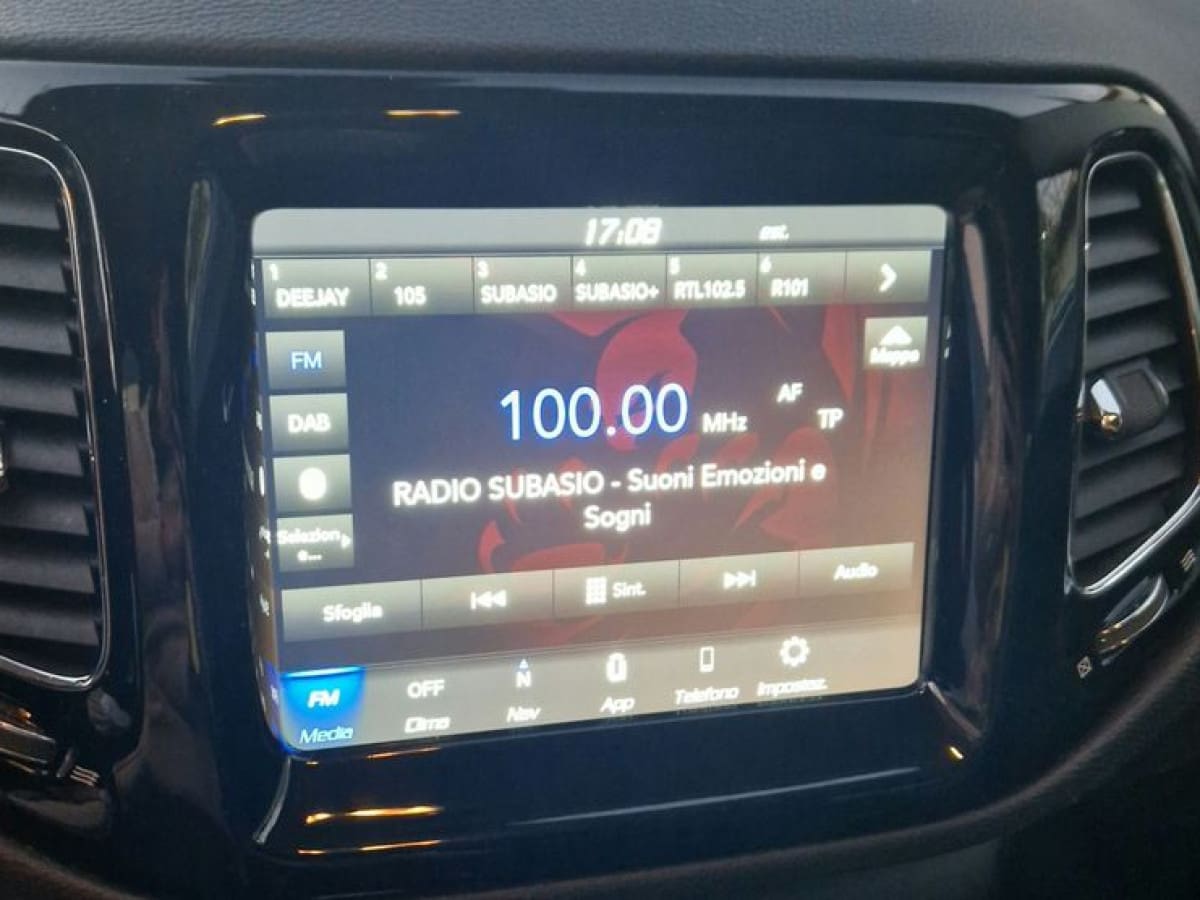 17:08 est.
1 DEEJAY 2 105 3 SUBASIO 4 SUBASIO+ 5 RTL102.5 6 R101
FM
Mappa
100.00 MHz AF
DAB
TP
RADIO SUBASIO - Suoni Emozioni e
Sogni
Selezion
e...
Sfoglia Sint. Audio
FM OFF N
Media Clima Nav App Telefono Impostaz.